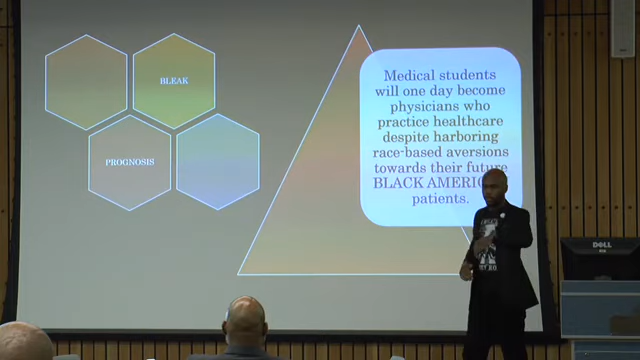 BLEAK
PROGNOSIS
Medical students
will one day become
physicians who
practice healthcare
despite harboring
race-based aversions
towards their future
BLACK
patients.
DELL